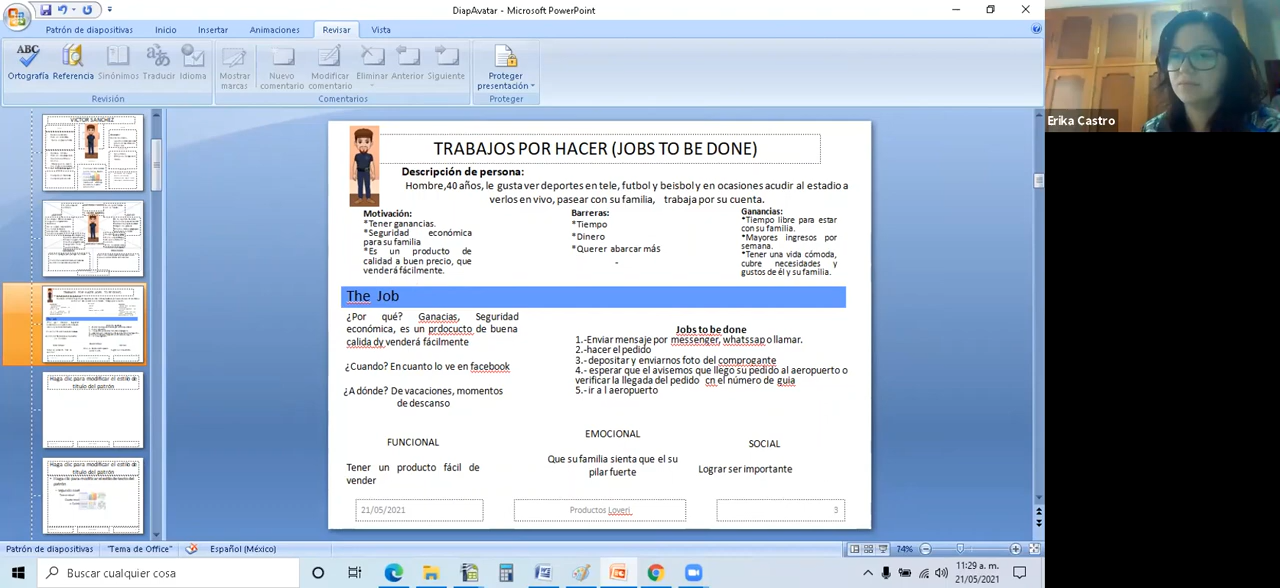 DiapAvatar - Microsoft PowerPoint
Patrón de diapositivas Inicio Insertar Animaciones Revisar Vista
ABC
Ortografía Referencia Sinónimos Traducir Idioma
Mostrar marcas
Nuevo comentario
Modificar comentario
Eliminar Anterior Siguiente
Proteger presentación
Revisión Comentarios Proteger
Erika Castro
VICTOR SANCHEZ
TRABAJOS POR HACER (JOBS TO BE DONE)
Descripción de persona:
Hombre,40 años, le gusta ver deportes en tele, futbol y beisbol y en ocasiones acudir al estadio a
verlos en vivo, pasear con su familia, trabaja por su cuenta.
Motivación:
*Tener ganancias.
*Seguridad económica
para su familia
*Es un producto de
calidad a buen precio, que
venderá fácilmente.
Barreras:
*Tiempo
*Dinero
*Querer abarcar más
-
Ganancias:
*Tiempo libre para estar
con su familia.
*Mayores ingresos por
semana.
*Tener una vida cómoda,
cubre necesidades y
gustos de él y su familia.
The Job
¿Por qué? Ganacias, Seguridad
económica, es un prdocucto de buena
calida dy venderá fácilmente
¿Cuando? En cuanto lo ve en facebook
¿A dónde? De vacaciones, momentos
de descanso
Jobs to be done
1.-Enviar mensaje por messenger, whatssap o llamar.
2.-hacer el pedido
3.- depositar y enviarnos foto del comprogante
4.- esperar que el avisemos que llego su pedido al aeropuerto o
verificar la llegada del pedido cn el número de guia
5.- ir a l aeropuerto
FUNCIONAL
Tener un producto fácil de
vender
EMOCIONAL
Que su familia sienta que el su
pilar fuerte
SOCIAL
Lograr ser importante
21/05/2021
Productos Loveri
3
Haga clic para modificar el estilo de
título del patrón
Haga clic para modificar el estilo de
título del patrón
Patrón de diapositivas "Tema de Office" Español (México) 74%
Buscar cualquier cosa
11:29 a. m.
21/05/2021